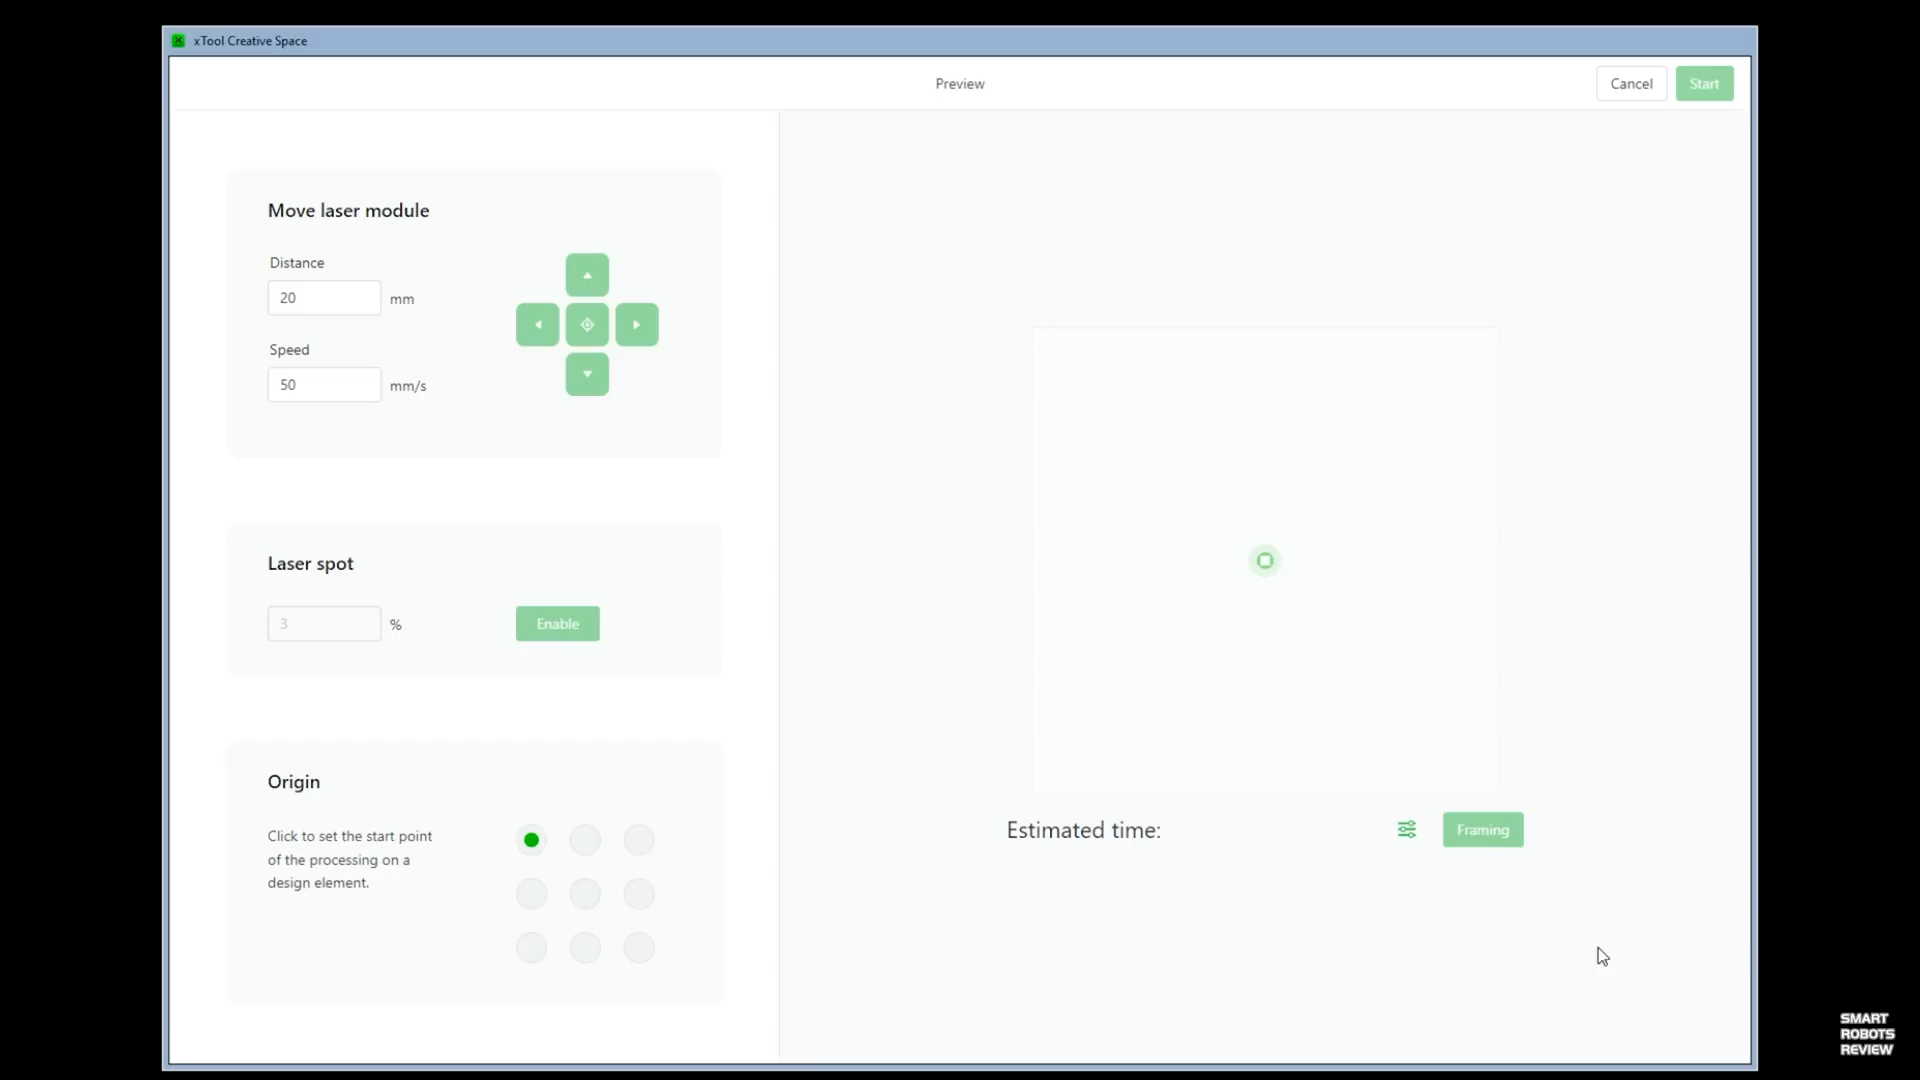 xTool Creative Space
Preview
Cancel
Start
Move laser module
Distance
20 mm
Speed
50 mm/s
Laser spot
3 %
Enable
Origin
Click to set the start point
of the processing on a
design element.
Estimated time:
Framing
SMART
ROBOTS
REVIEW